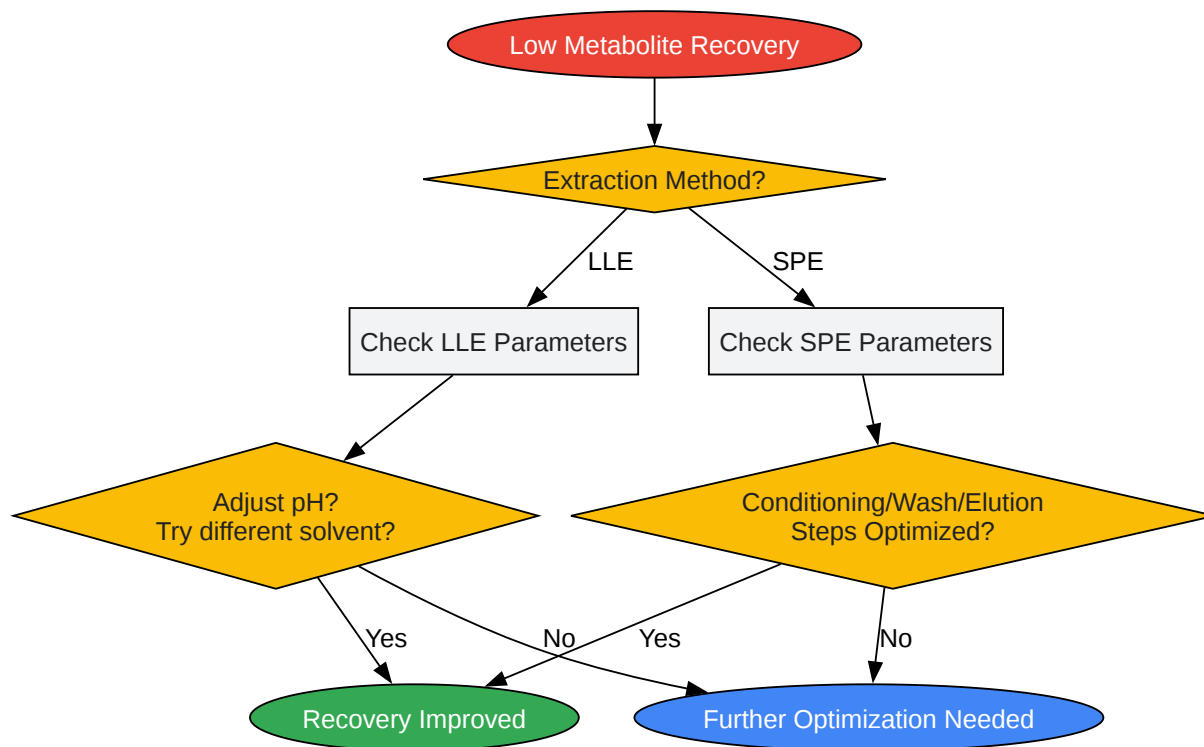 Low Metabolite Recovery
Extraction Method?
LLE
SPE
Check LLE Parameters
Check SPE Parameters
Adjust pH?
Try different solvent?
Conditioning/Wash/Elution
Steps Optimized?
Yes
No
Yes
No
Recovery Improved
Further Optimization Needed